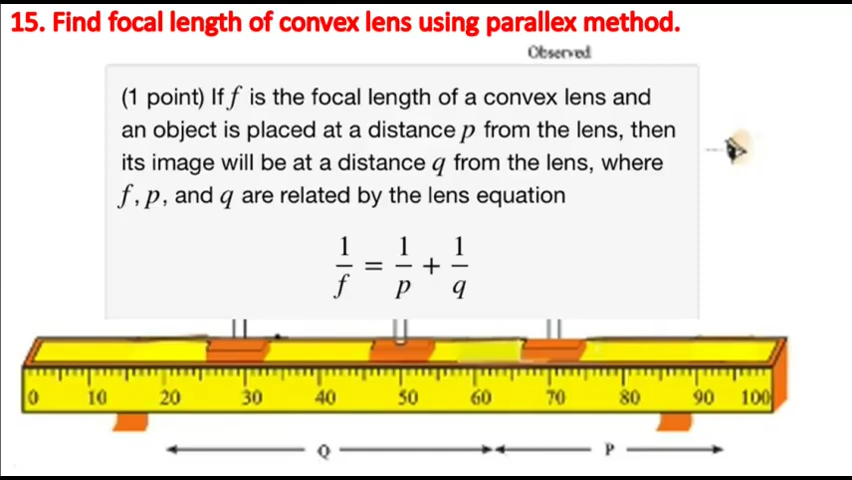 15. Find focal length of convex lens using parallex method.
Observed
(1 point) If f is the focal length of a convex lens and
an object is placed at a distance p from the lens, then
its image will be at a distance q from the lens, where
f, p, and q are related by the lens equation
1/f = 1/p + 1/q
0 10 20 30 40 50 60 70 80 90 100
Q P